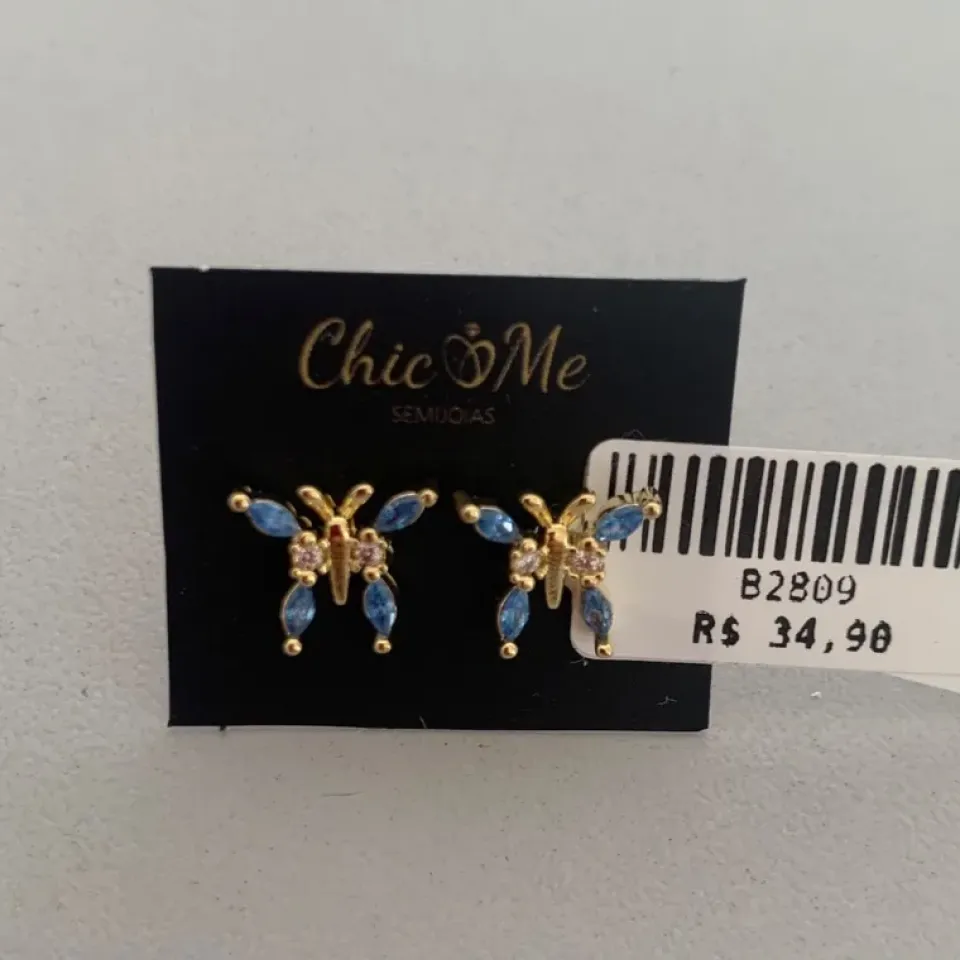 Chic Me
SEMIJOIAS
B2809
R$ 34,90